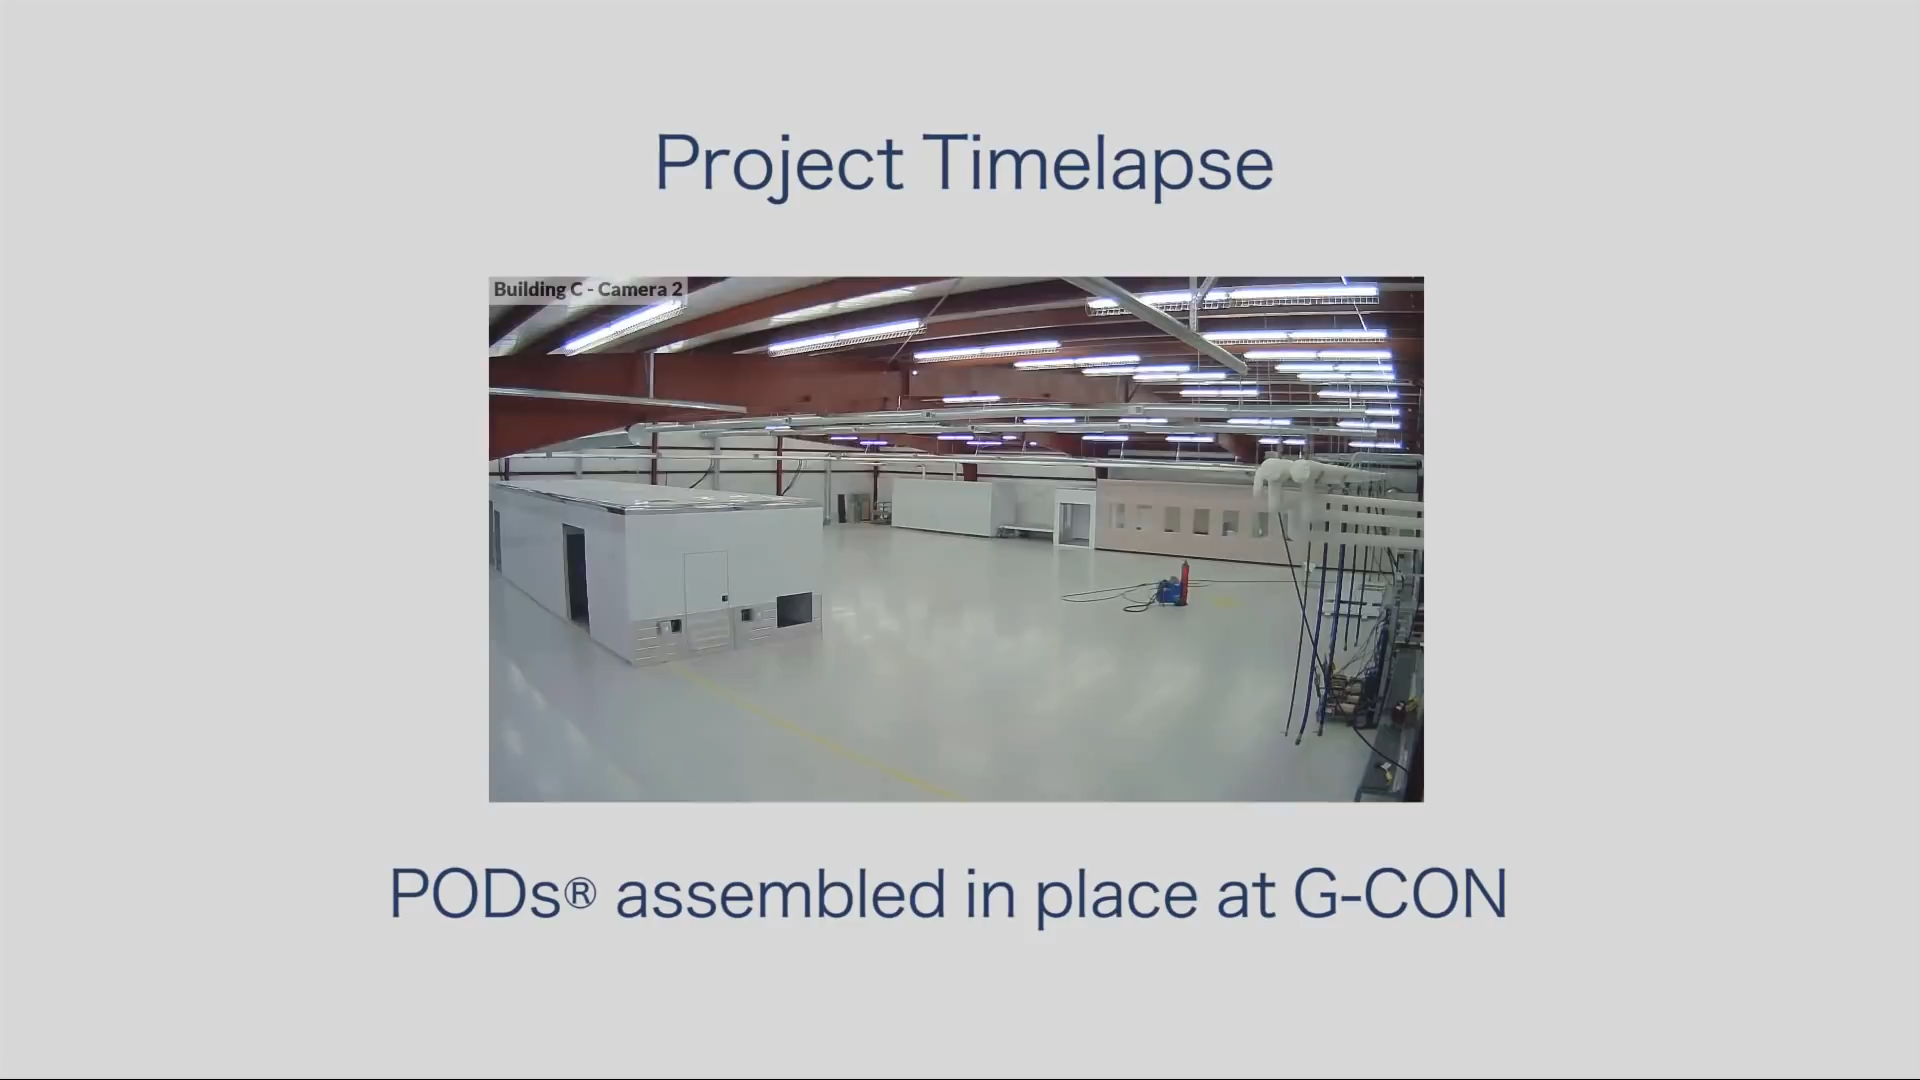 Project Timelapse
Building C - Camera 2
PODs® assembled in place at G-CON